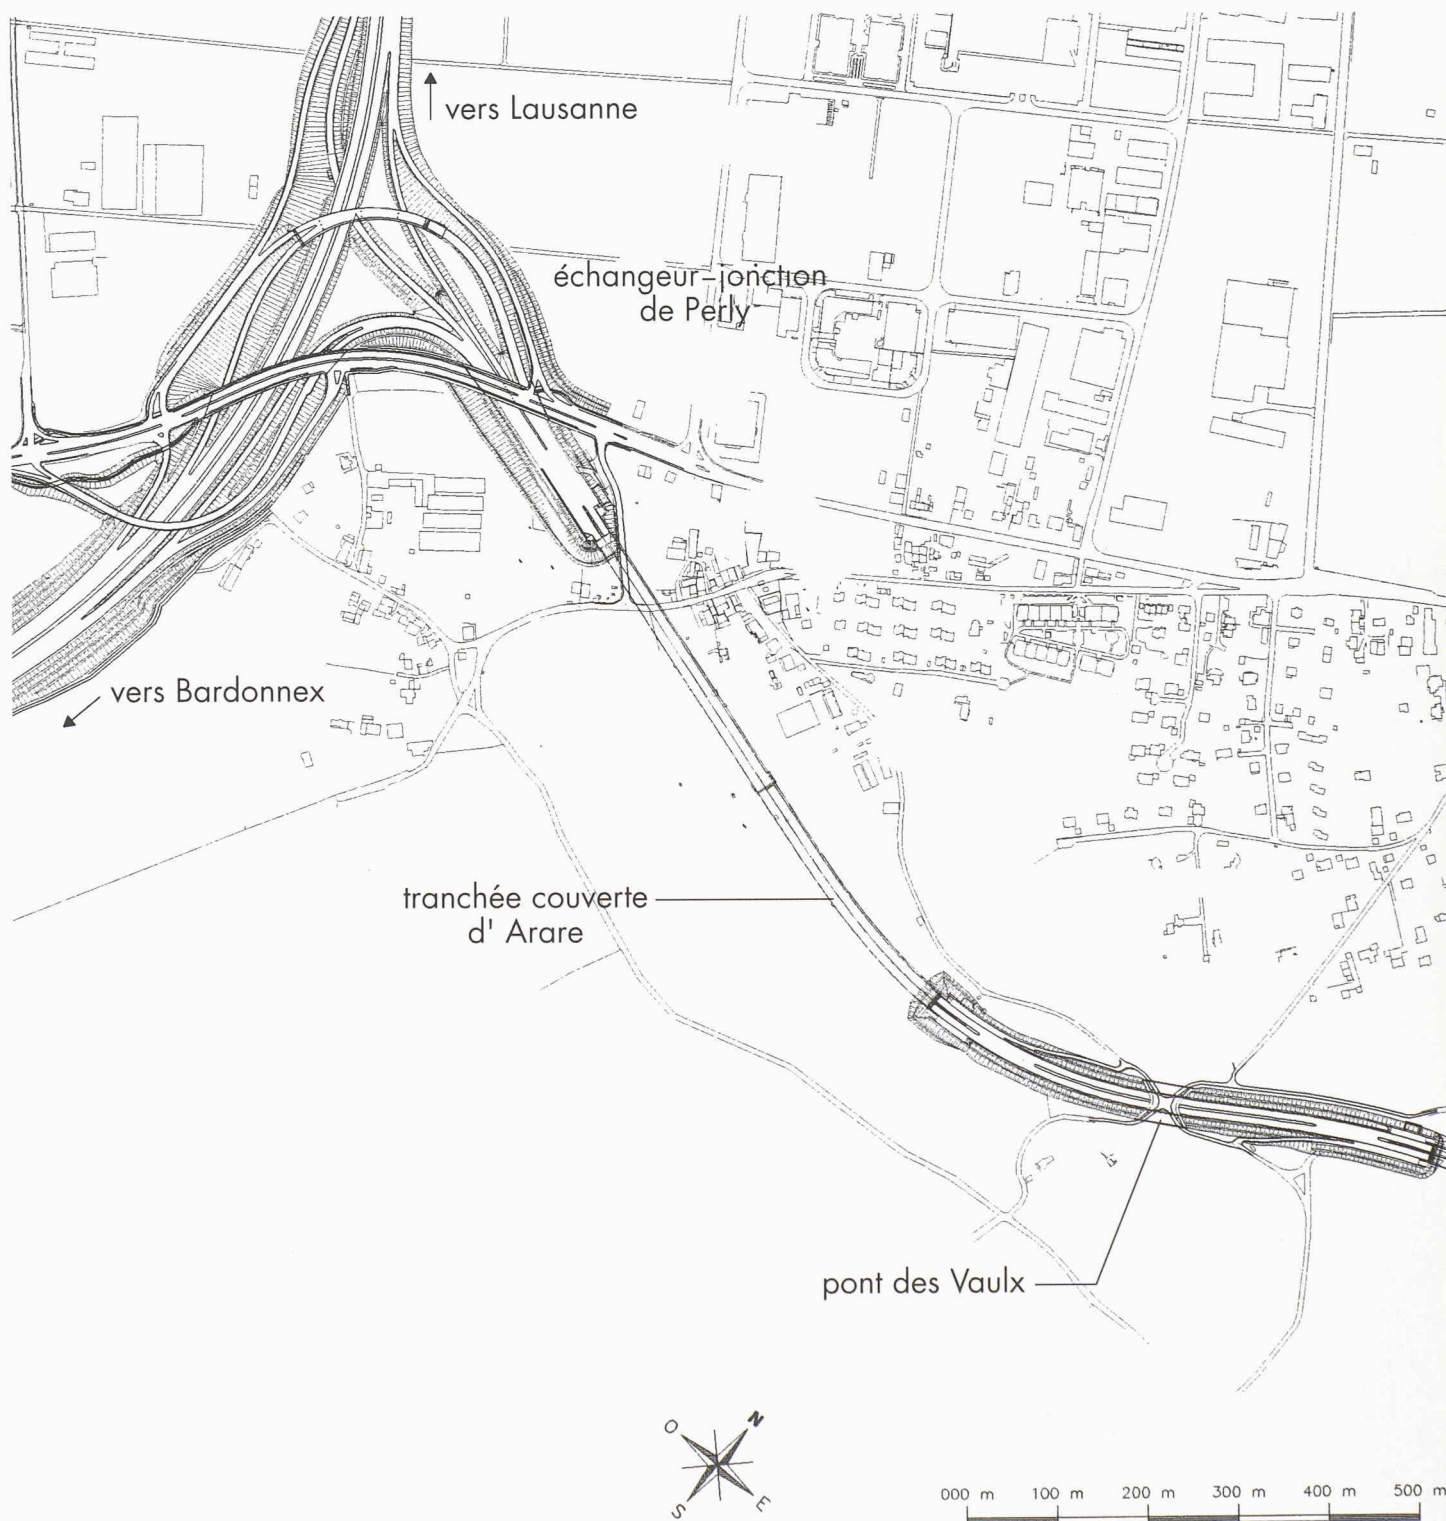 vers Lausanne
échangeur-jonction
de Perly
vers Bardonnex
tranchée couverte
d' Arare
pont des Vaulx
O N
S E
000 m 100 m 200 m 300 m 400 m 500 m